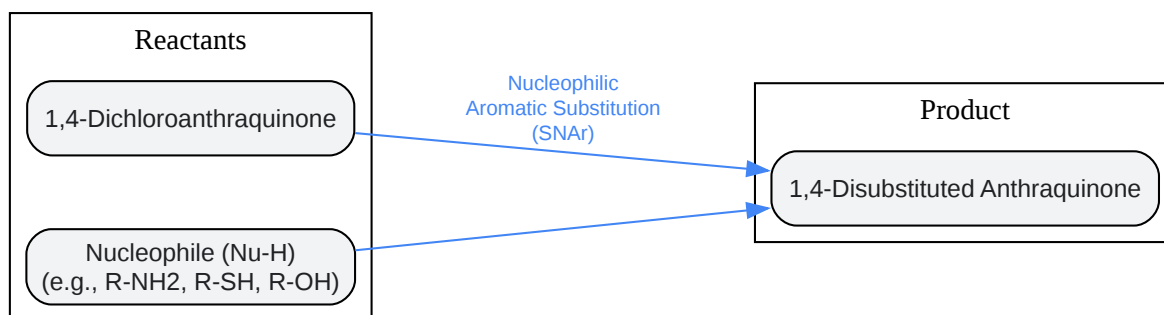 Reactants
1,4-Dichloroanthraquinone
Nucleophile (Nu-H)
(e.g., R-NH2, R-SH, R-OH)
Nucleophilic
Aromatic Substitution
(SNAr)
Product
1,4-Disubstituted Anthraquinone